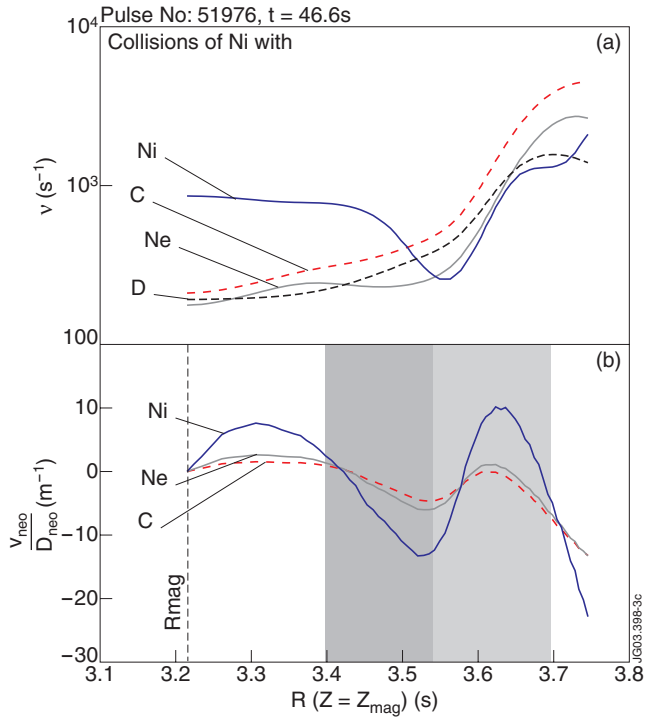 Pulse No: 51976, t = 46.6s
10⁴
Collisions of Ni with
(a)
Ni
C
Ne
D
ν (s⁻¹)
10³
100
(b)
10
0
−10
−20
−30
Ni
Ne
C
v_neo
D_neo (m⁻¹)
Rmag
3.1
3.2
3.3
3.4
3.5
3.6
3.7
3.8
R (Z = Z_mag) (s)
JG03.398-3c